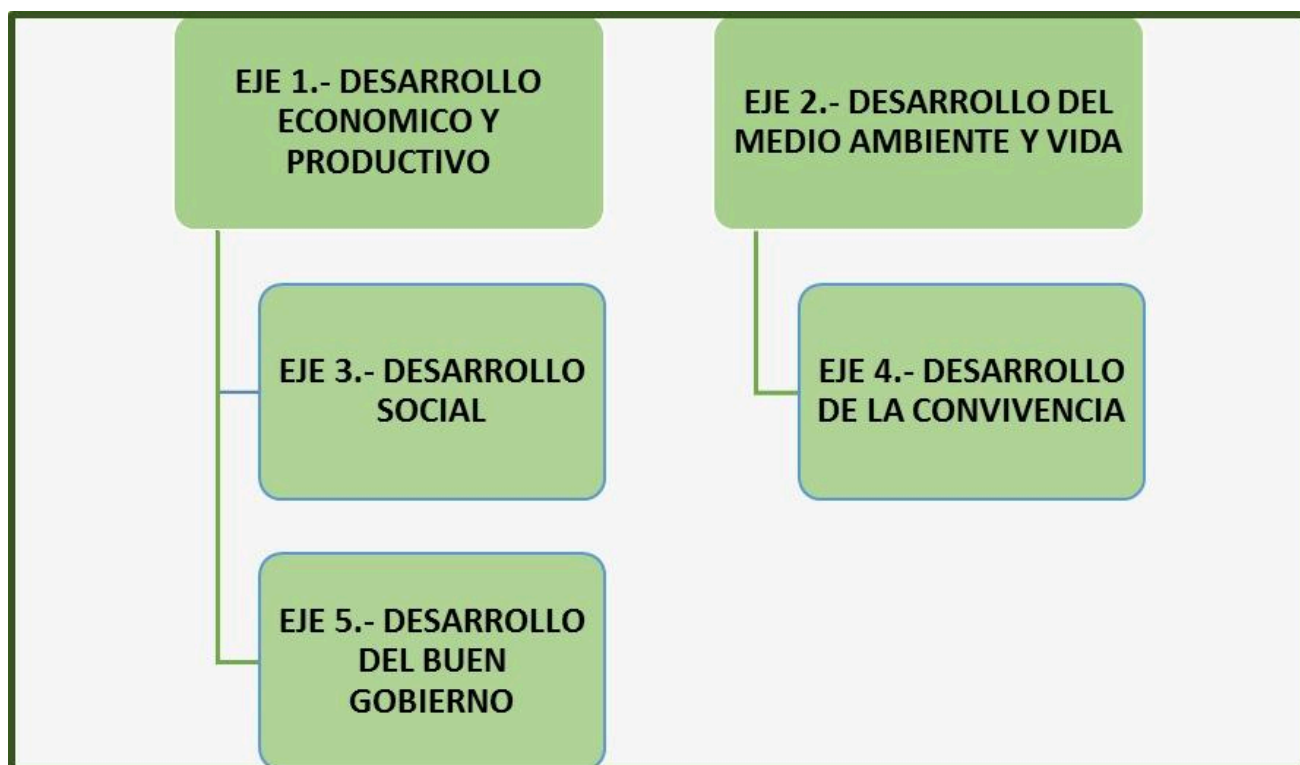 EJE 1.- DESARROLLO
ECONOMICO Y
PRODUCTIVO
EJE 2.- DESARROLLO DEL
MEDIO AMBIENTE Y VIDA
EJE 3.- DESARROLLO
SOCIAL
EJE 4.- DESARROLLO
DE LA CONVIVENCIA
EJE 5.- DESARROLLO
DEL BUEN
GOBIERNO